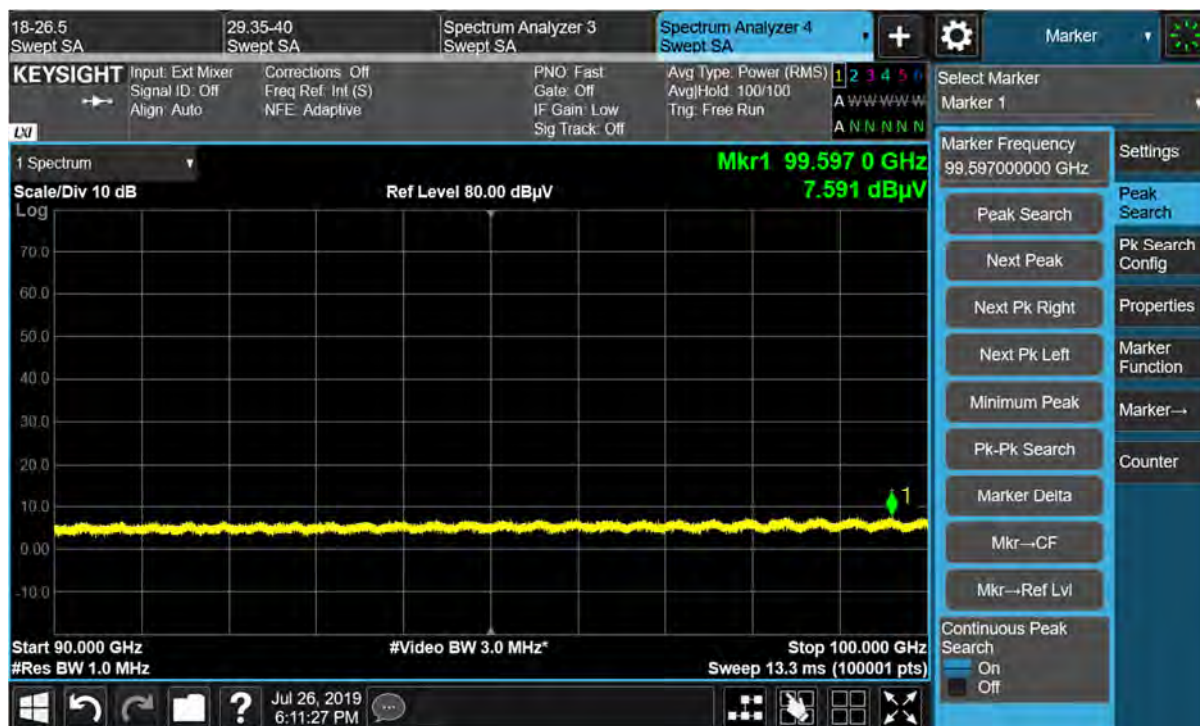 18-26.5
Swept SA
29.35-40
Swept SA
Spectrum Analyzer 3
Swept SA
Spectrum Analyzer 4
Swept SA
+
Marker
KEYSIGHT
LXI
Input: Ext Mixer
Signal ID: Off
Align: Auto
Corrections: Off
Freq Ref: Int (S)
NFE: Adaptive
PNO: Fast
Gate: Off
IF Gain: Low
Sig Track: Off
Avg Type: Power (RMS)
Avg|Hold: 100/100
Trig: Free Run
1 2 3 4 5 6
A W W W W W
A N N N N N
Select Marker
Marker 1
1 Spectrum
Mkr1 99.597 0 GHz
7.591 dBµV
Scale/Div 10 dB
Ref Level 80.00 dBµV
Log
70.0
60.0
50.0
40.0
30.0
20.0
10.0
0.00
-10.0
1
Start 90.000 GHz
#Video BW 3.0 MHz*
Stop 100.000 GHz
#Res BW 1.0 MHz
Sweep 13.3 ms (100001 pts)
Marker Frequency
99.597000000 GHz
Peak Search
Next Peak
Next Pk Right
Next Pk Left
Minimum Peak
Pk-Pk Search
Marker Delta
Mkr→CF
Mkr→Ref Lvl
Continuous Peak
Search
On
Off
Settings
Peak
Search
Pk Search
Config
Properties
Marker
Function
Marker→
Counter
?
Jul 26, 2019
6:11:27 PM